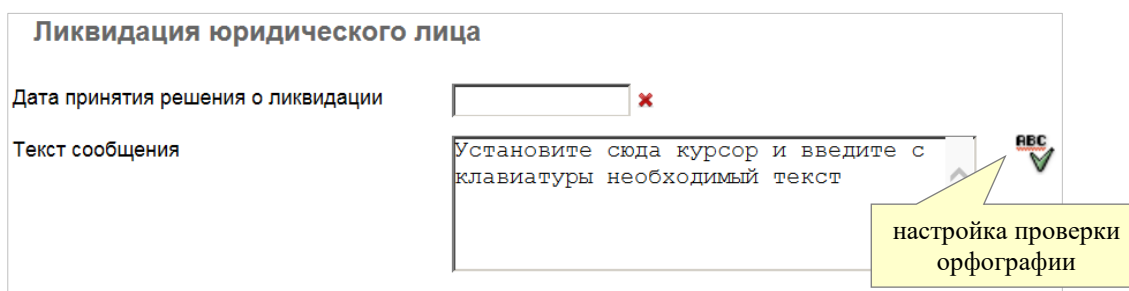 Ликвидация юридического лица
Дата принятия решения о ликвидации
Текст сообщения
Установите сюда курсор и введите с
клавиатуры необходимый текст
ABC
настройка проверки
орфографии